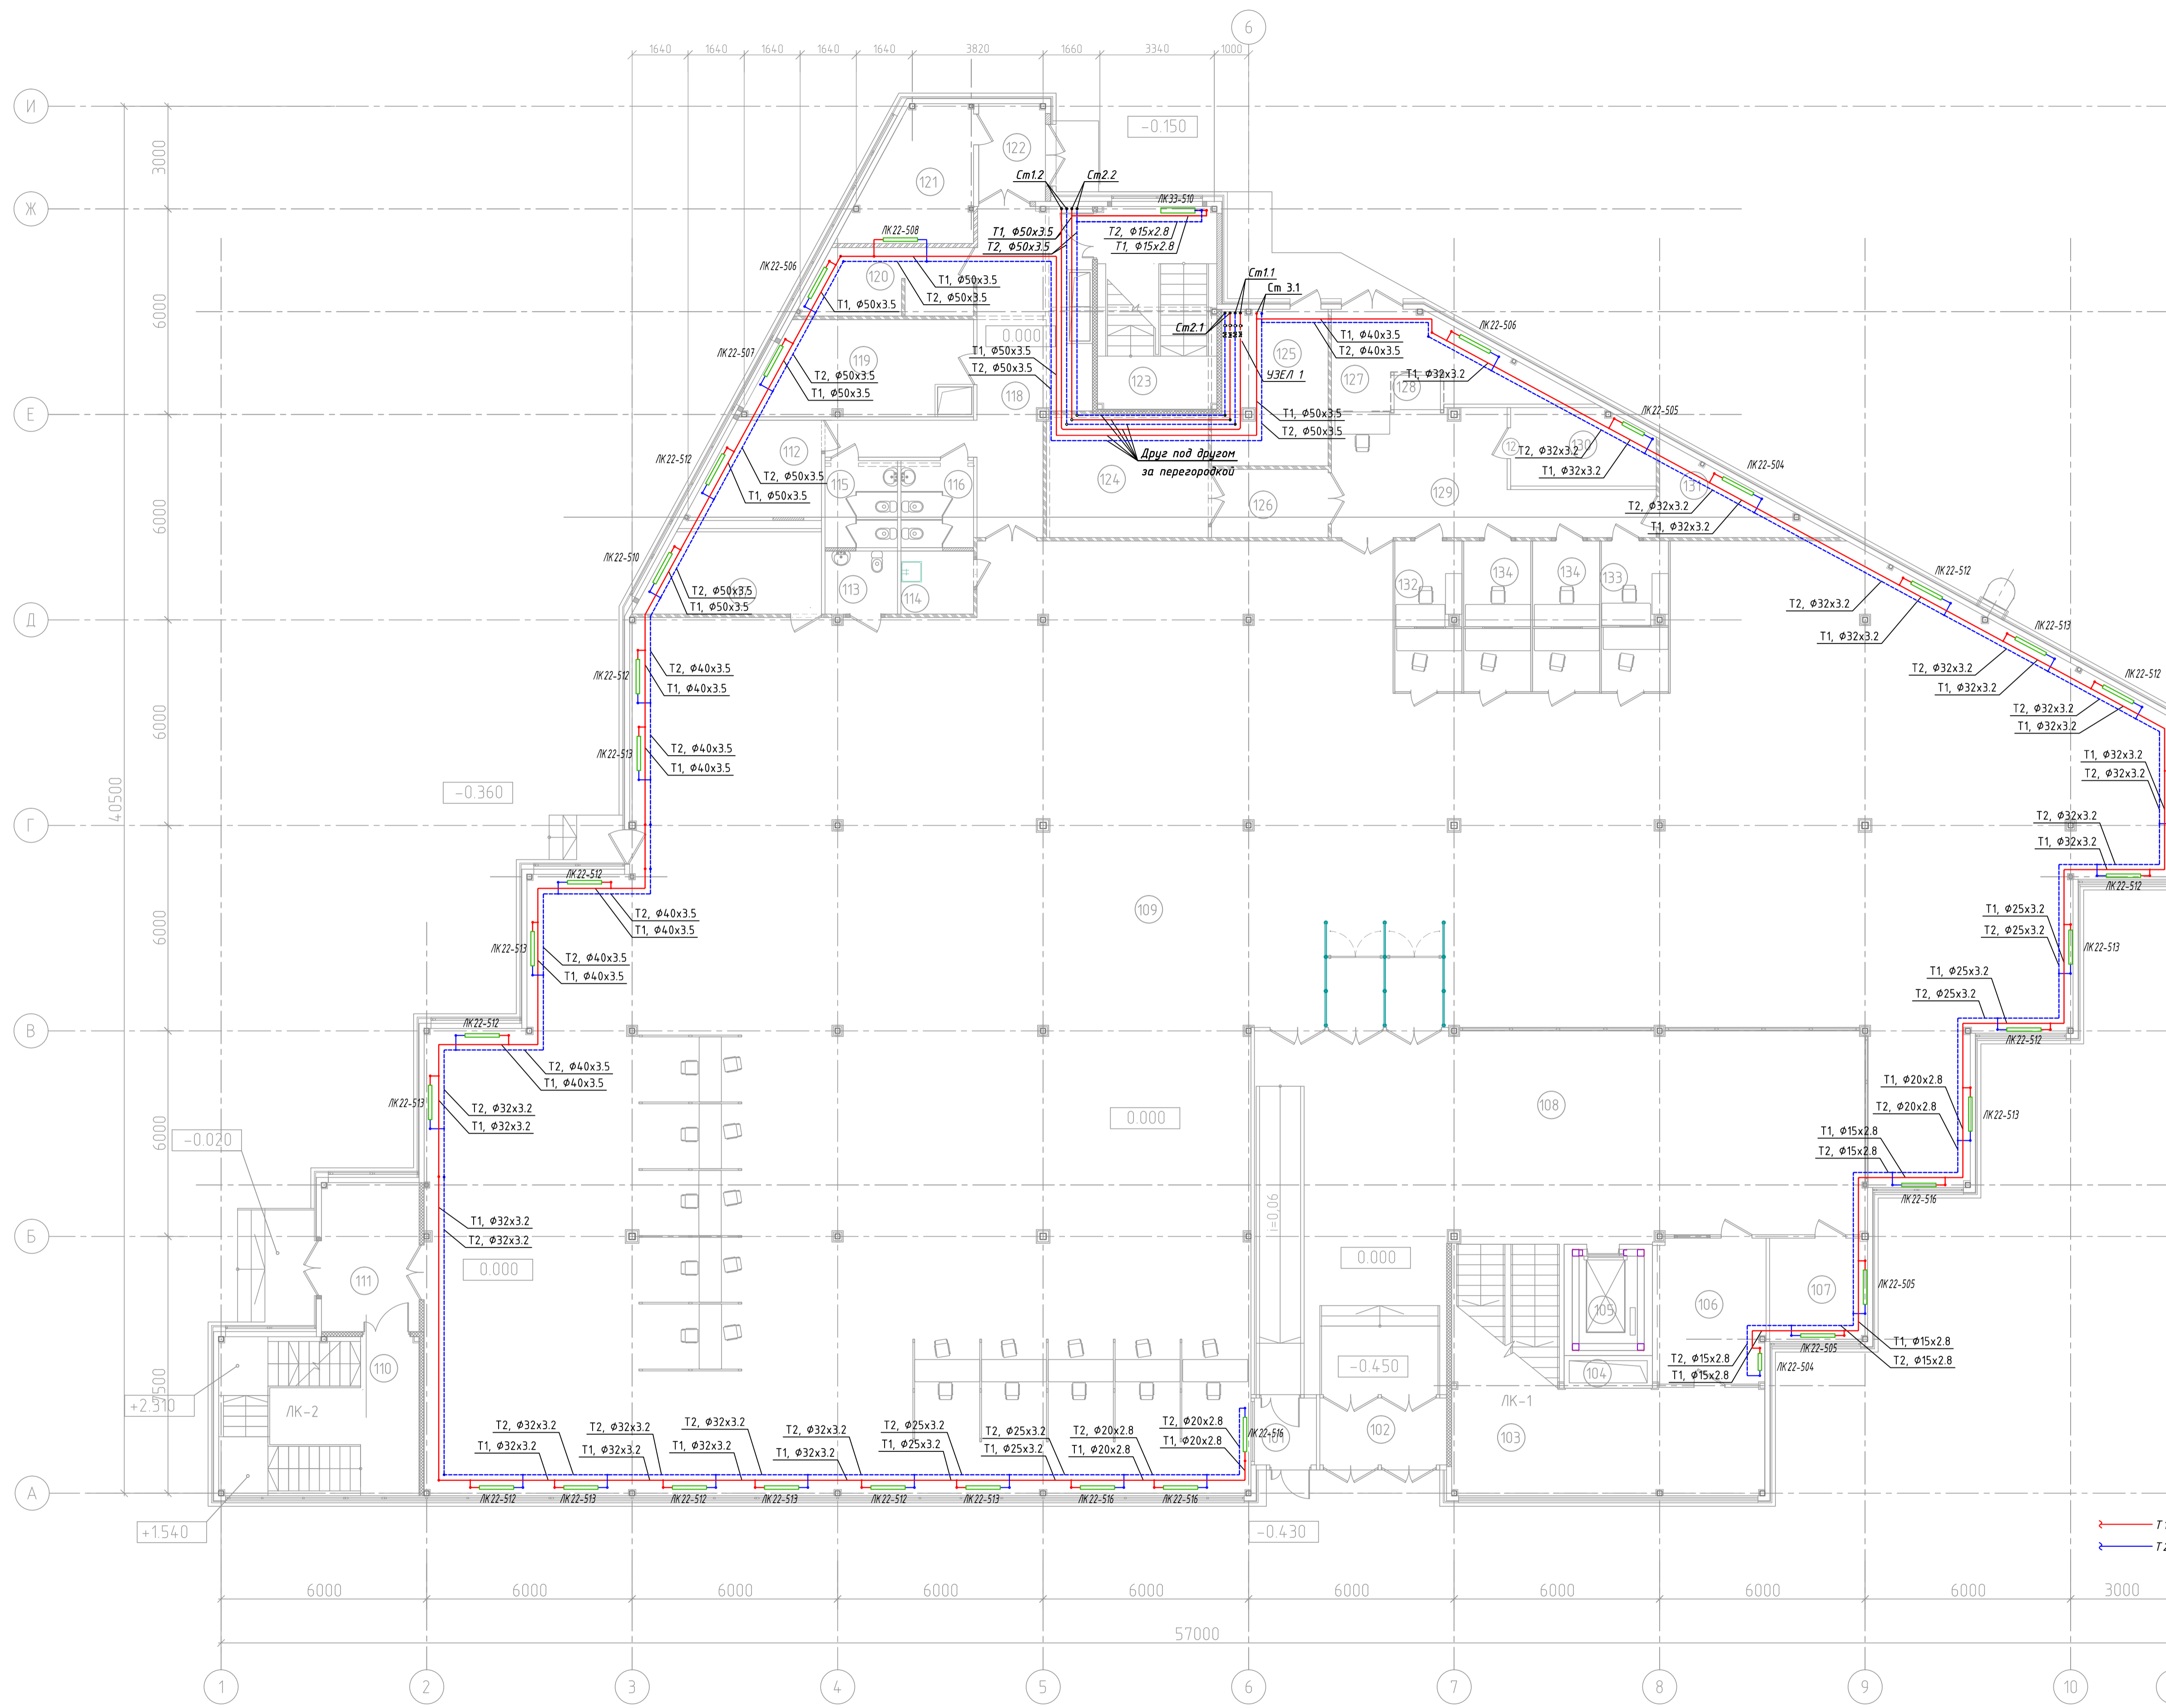 6
1640
1640
1640
1640
1640
3820
1660
3340
1000
И
-0.150
3000
122
121
Ст1.2
Ст2.2
ЛК33-510
Ж
ЛК22-508
Т1, Ф50х3.5
Т2, Ф15х2.8
Т2, Ф50х3.5
Т1, Ф15х2.8
ЛК22-506
120
Ст1.1
Т1, Ф50х3.5
Ст 3.1
Т2, Ф50х3.5
Т1, Ф50х3.5
6000
Ст2.1
ЛК22-506
0.000
Т1, Ф40х3.5
Т2, Ф40х3.5
ЛК22-507
119
Т1, Ф50х3.5
125
Т2, Ф50х3.5
Т2, Ф50х3.5
УЗЕЛ 1
Т1, Ф32х3.2
127
128
123
Т1, Ф50х3.5
118
Е
Т1, Ф50х3.5
ЛК22-505
Т2, Ф50х3.5
130
ЛК22-512
112
Друг под другом
за перегородкой
Т2, Ф32х3.2
Т1, Ф32х3.2
ЛК22-504
Т2, Ф50х3.5
115
116
124
129
131
Т1, Ф50х3.5
126
Т2, Ф32х3.2
6000
Т1, Ф32х3.2
ЛК22-510
132
134
134
133
ЛК22-512
Т2, Ф50х3.5
113
114
Т1, Ф50х3.5
Т2, Ф32х3.2
Д
ЛК22-513
Т1, Ф32х3.2
Т2, Ф40х3.5
ЛК22-512
Т2, Ф32х3.2
ЛК22-512
Т1, Ф40х3.5
Т1, Ф32х3.2
6000
Т2, Ф32х3.2
Т1, Ф32х3.2
Т2, Ф40х3.5
ЛК22-513
Т1, Ф32х3.2
Т1, Ф40х3.5
Т2, Ф32х3.2
40500
-0.360
Т2, Ф32х3.2
Г
Т1, Ф32х3.2
ЛК22-512
ЛК22-512
109
Т2, Ф40х3.5
Т1, Ф25х3.2
6000
Т1, Ф40х3.5
Т2, Ф25х3.2
ЛК22-513
ЛК22-513
Т2, Ф40х3.5
Т1, Ф25х3.2
Т1, Ф40х3.5
Т2, Ф25х3.2
ЛК22-512
В
ЛК22-512
Т2, Ф40х3.5
Т1, Ф40х3.5
Т1, Ф20х2.8
ЛК22-513
Т2, Ф32х3.2
0.000
108
Т2, Ф20х2.8
ЛК22-513
Т1, Ф32х3.2
6000
-0.020
Т1, Ф15х2.8
Т2, Ф15х2.8
i=0,06
ЛК22-516
Т1, Ф32х3.2
Б
Т2, Ф32х3.2
0.000
0.000
111
107
ЛК22-505
106
105
Т1, Ф15х2.8
ЛК22-505
Т2, Ф15х2.8
Т2, Ф15х2.8
-0.450
104
Т1, Ф15х2.8
ЛК22-504
110
7500
+2.310
ЛК-2
ЛК-1
Т2, Ф32х3.2
Т2, Ф32х3.2
Т2, Ф32х3.2
Т2, Ф32х3.2
Т2, Ф25х3.2
Т2, Ф25х3.2
Т2, Ф20х2.8
Т2, Ф20х2.8
ЛК22-516
101
102
103
Т1, Ф32х3.2
Т1, Ф32х3.2
Т1, Ф32х3.2
Т1, Ф32х3.2
Т1, Ф25х3.2
Т1, Ф25х3.2
Т1, Ф20х2.8
Т1, Ф20х2.8
А
ЛК22-512
ЛК22-513
ЛК22-512
ЛК22-513
ЛК22-512
ЛК22-513
ЛК22-516
ЛК22-516
+1.540
-0.430
6000
6000
6000
6000
6000
6000
6000
6000
6000
3000
57000
1
2
3
4
5
6
7
8
9
10